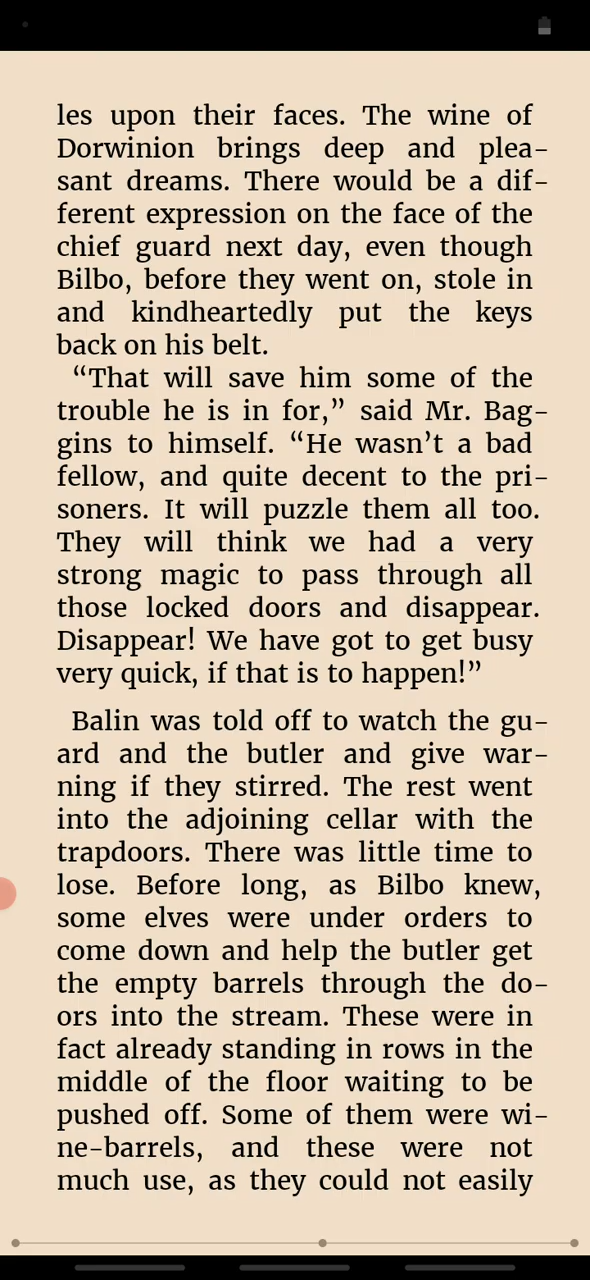 les upon their faces. The wine of
Dorwinion brings deep and plea-
sant dreams. There would be a dif-
ferent expression on the face of the
chief guard next day, even though
Bilbo, before they went on, stole in
and kindheartedly put the keys
back on his belt.
“That will save him some of the
trouble he is in for,” said Mr. Bag-
gins to himself. “He wasn’t a bad
fellow, and quite decent to the pri-
soners. It will puzzle them all too.
They will think we had a very
strong magic to pass through all
those locked doors and disappear.
Disappear! We have got to get busy
very quick, if that is to happen!”
Balin was told off to watch the gu-
ard and the butler and give war-
ning if they stirred. The rest went
into the adjoining cellar with the
trapdoors. There was little time to
lose. Before long, as Bilbo knew,
some elves were under orders to
come down and help the butler get
the empty barrels through the do-
ors into the stream. These were in
fact already standing in rows in the
middle of the floor waiting to be
pushed off. Some of them were wi-
ne-barrels, and these were not
much use, as they could not easily